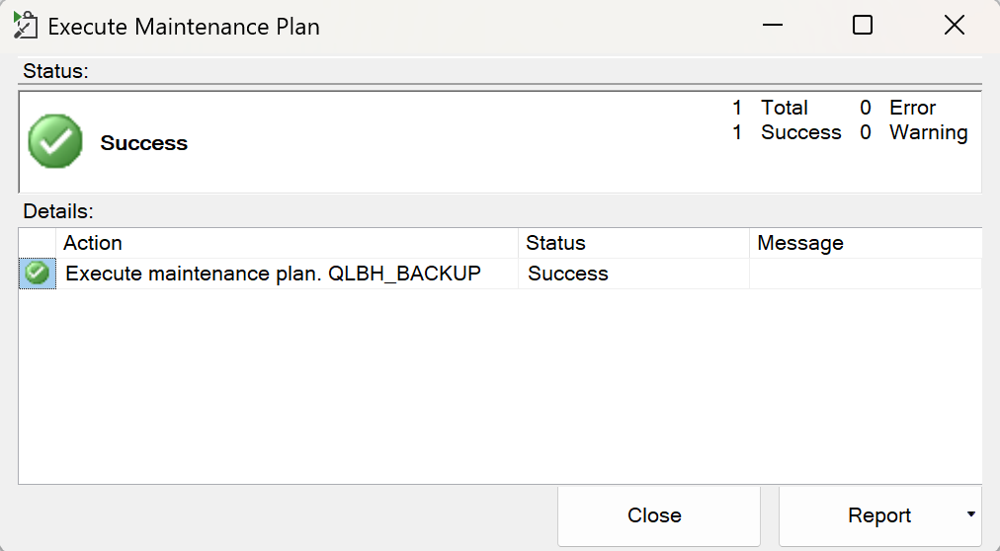 Execute Maintenance Plan
Status:
Success
1 Total 0 Error
1 Success 0 Warning
Details:
Action Status Message
Execute maintenance plan. QLBH_BACKUP Success
Close Report